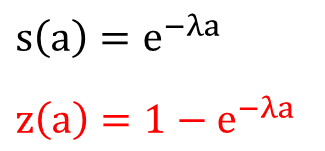 s(a) = e^{−λa}
z(a) = 1 − e^{−λa}